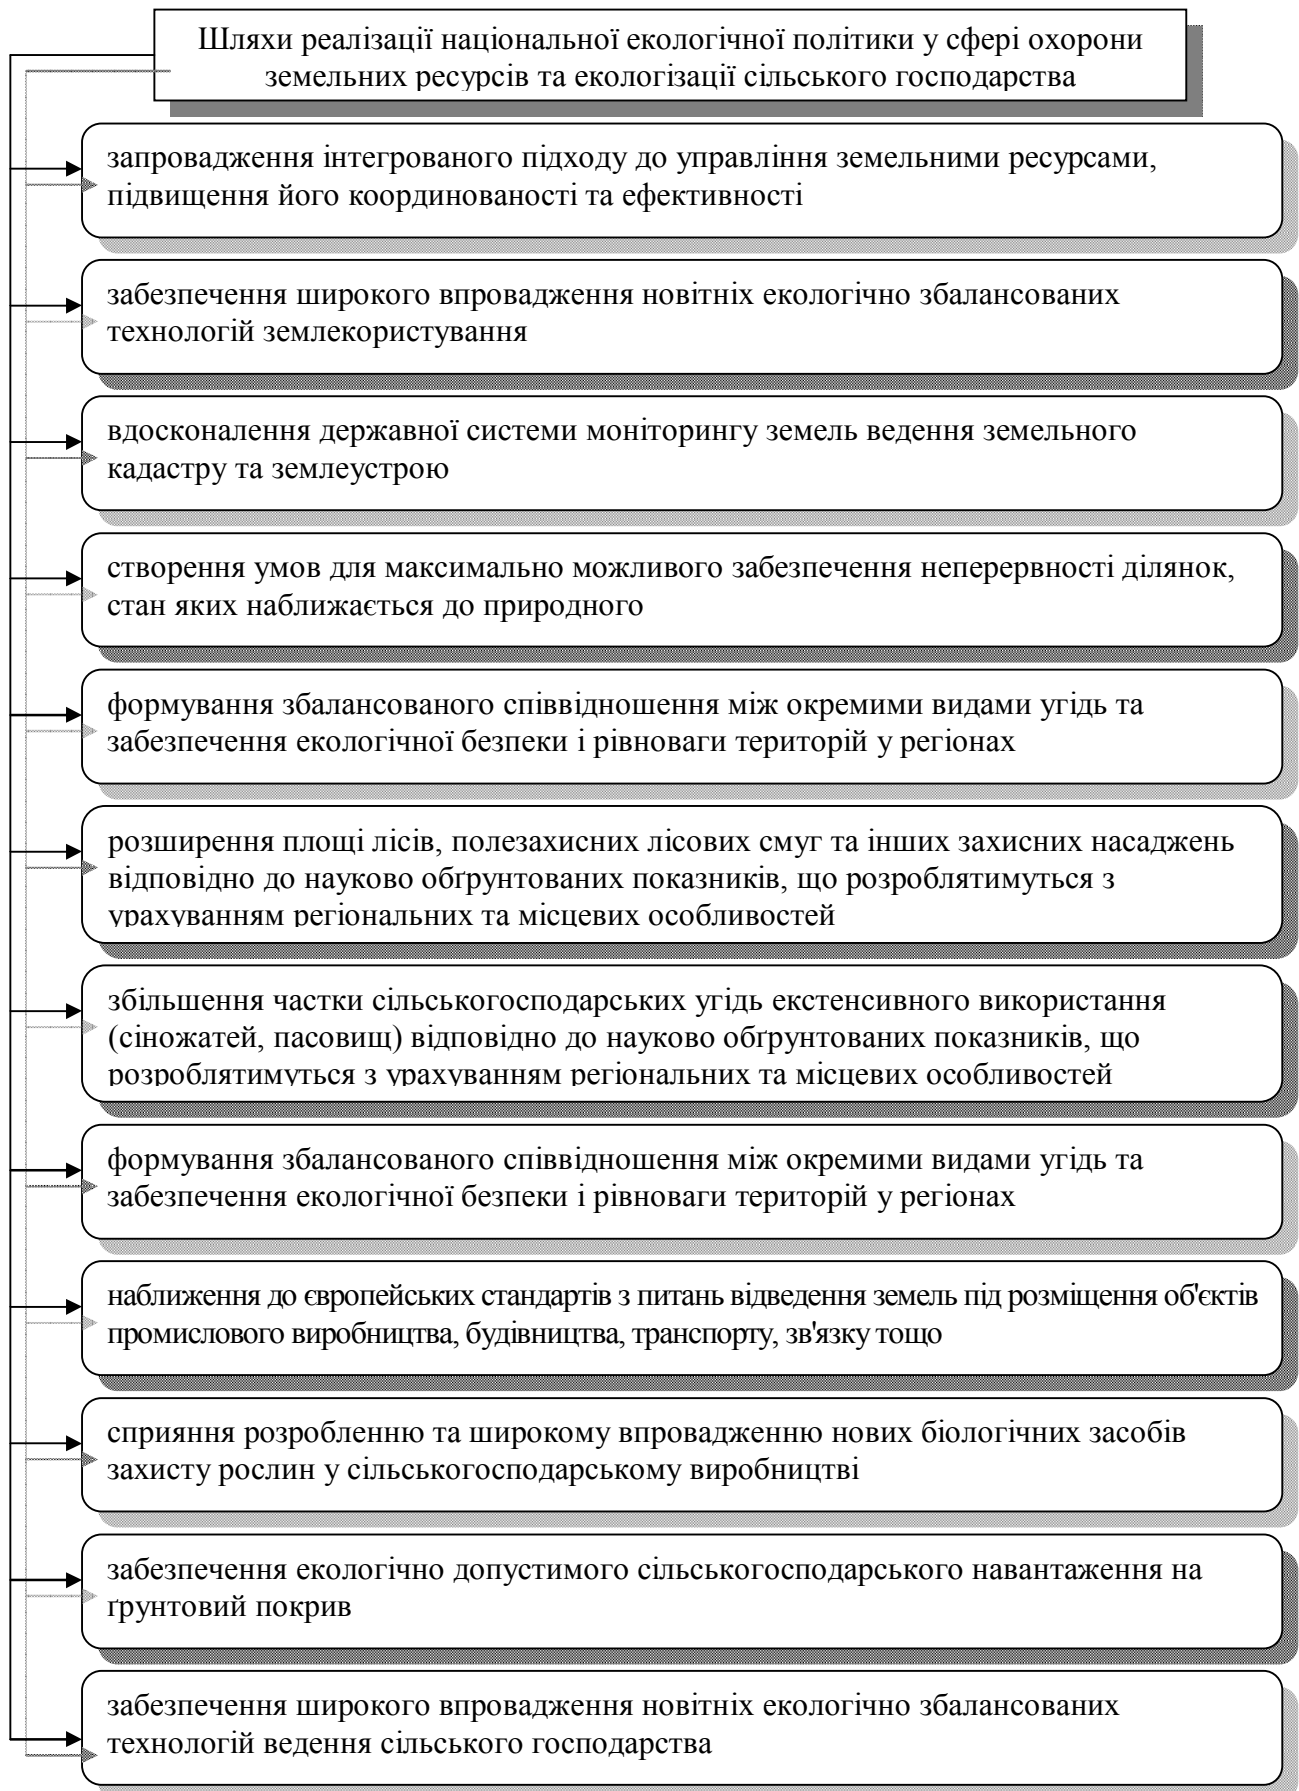 Шляхи реалізації національної екологічної політики у сфері охорони
земельних ресурсів та екологізації сільського господарства
запровадження інтегрованого підходу до управління земельними ресурсами,
підвищення його координованості та ефективності
забезпечення широкого впровадження новітніх екологічно збалансованих
технологій землекористування
вдосконалення державної системи моніторингу земель ведення земельного
кадастру та землеустрою
створення умов для максимально можливого забезпечення неперервності ділянок,
стан яких наближається до природного
формування збалансованого співвідношення між окремими видами угідь та
забезпечення екологічної безпеки і рівноваги територій у регіонах
розширення площі лісів, полезахисних лісових смуг та інших захисних насаджень
відповідно до науково обґрунтованих показників, що розроблятимуться з
урахуванням регіональних та місцевих особливостей
збільшення частки сільськогосподарських угідь екстенсивного використання
(сіножатей, пасовищ) відповідно до науково обґрунтованих показників, що
розроблятимуться з урахуванням регіональних та місцевих особливостей
формування збалансованого співвідношення між окремими видами угідь та
забезпечення екологічної безпеки і рівноваги територій у регіонах
наближення до європейських стандартів з питань відведення земель під розміщення об'єктів
промислового виробництва, будівництва, транспорту, зв'язку тощо
сприяння розробленню та широкому впровадженню нових біологічних засобів
захисту рослин у сільськогосподарському виробництві
забезпечення екологічно допустимого сільськогосподарського навантаження на
ґрунтовий покрив
забезпечення широкого впровадження новітніх екологічно збалансованих
технологій ведення сільського господарства